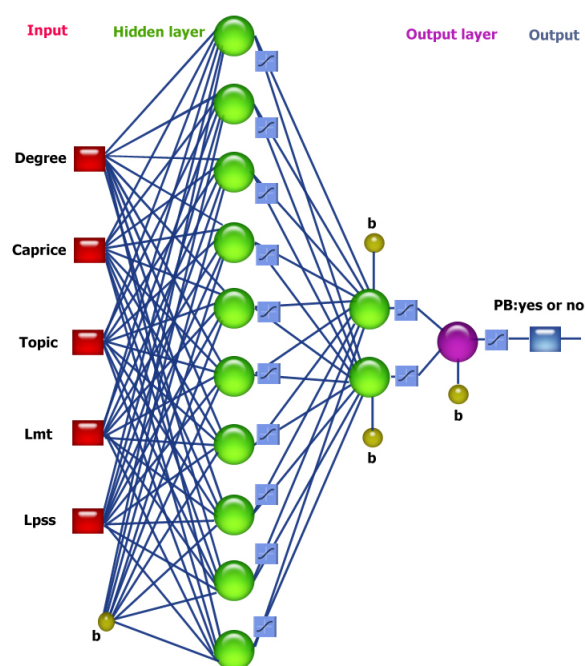 Input Hidden layer Output layer Output
Degree
Caprice
b
PB:yes or no
Topic
b
Lmt
b
Lpss
b